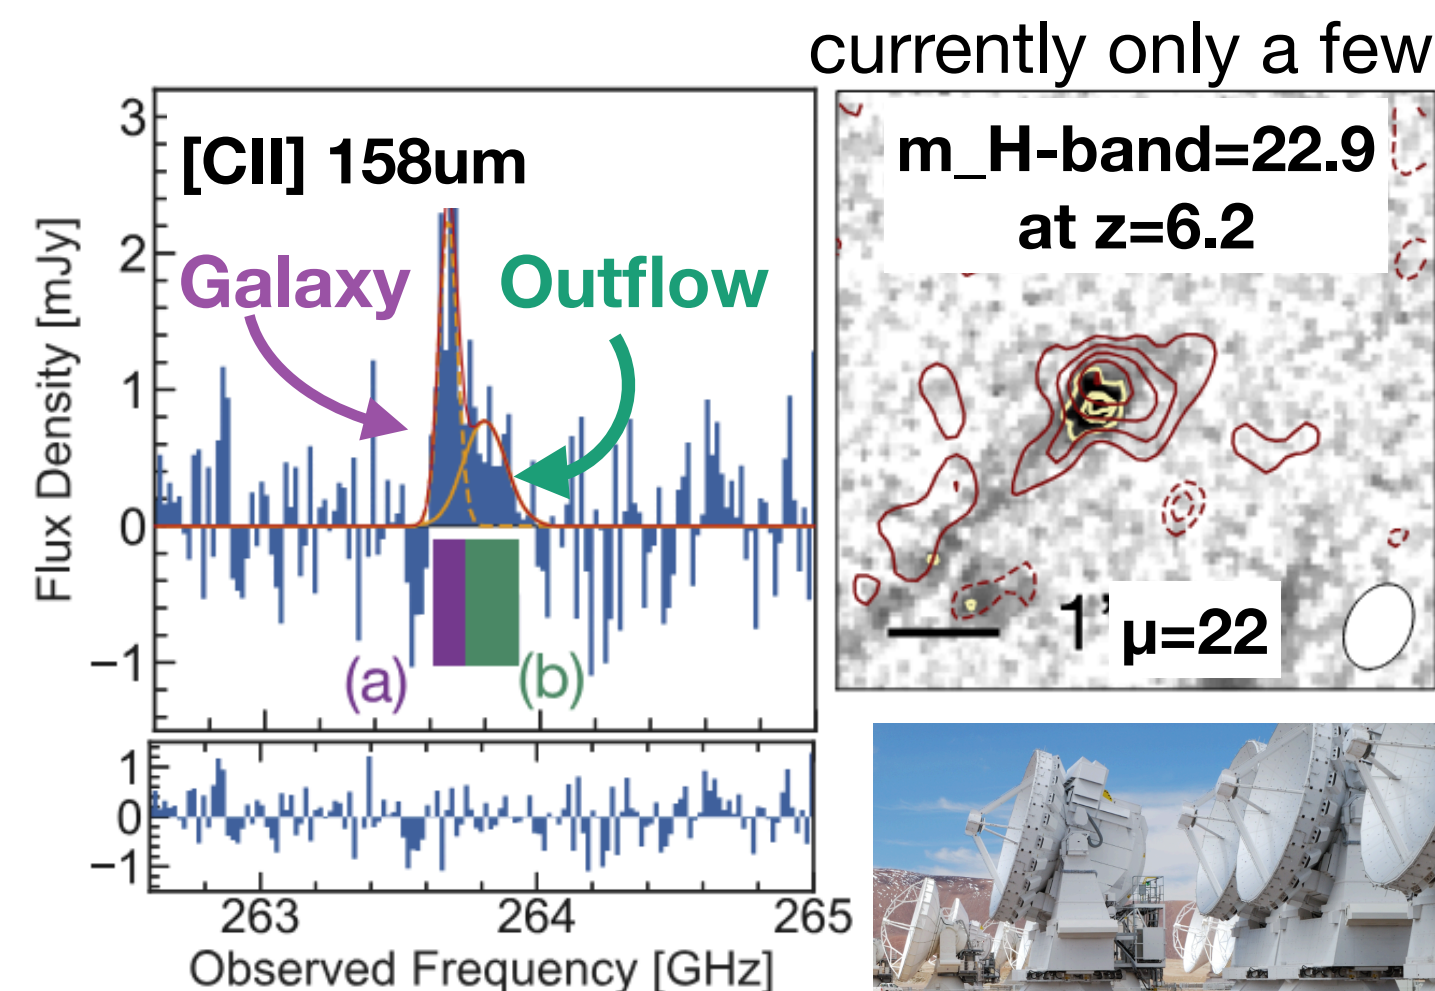 currently only a few
3
2
1
0
−1
Flux Density [mJy]
[CII] 158um
Galaxy
Outflow
(a)
(b)
m_H-band=22.9
at z=6.2
1"
μ=22
1
0
−1
263
264
265
Observed Frequency [GHz]